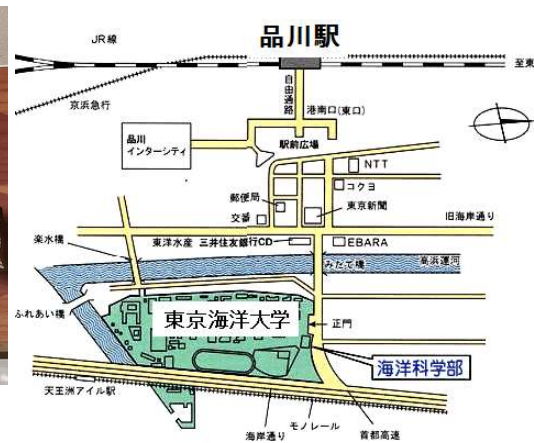 品川駅
JR線
至東
京浜急行
自由通路
港南口(東口)
品川
インターシティ
駅前広場
NTT
コクヨ
郵便局
東京新聞
交番
旧海岸通り
楽水橋
東洋水産
三井住友銀行CD
EBARA
みたて橋
高浜運河
ふれあい橋
東京海洋大学
正門
海洋科学部
天王洲アイル駅
海岸通り
モノレール
首都高速